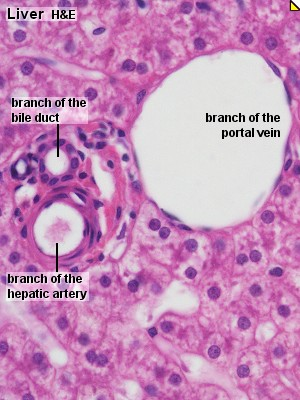 Liver H&E
branch of the
bile duct
branch of the
portal vein
branch of the
hepatic artery